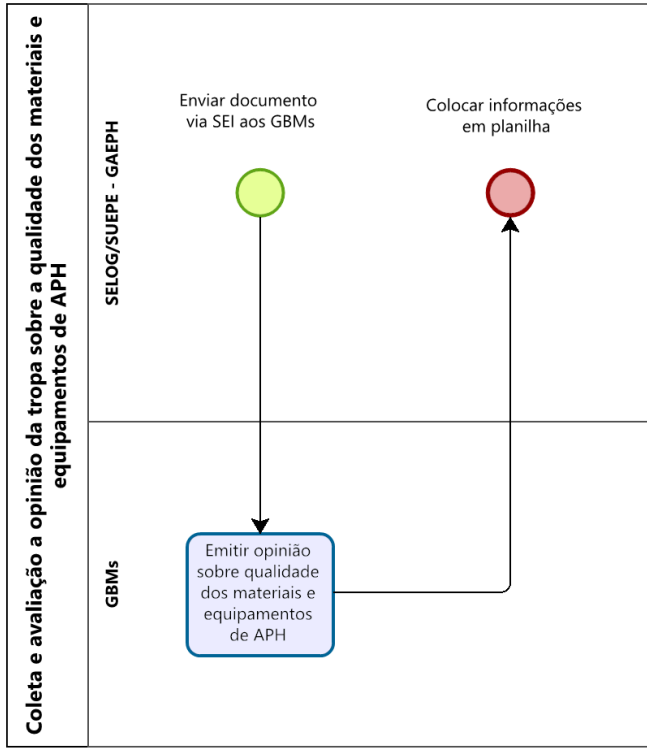 Coleta e avaliação a opinião da tropa sobre a qualidade dos materiais e
equipamentos de APH
SELOG/SUEPE - GAEPH
Enviar documento
via SEI aos GBMs
Colocar informações
em planilha
GBMs
Emitir opinião
sobre qualidade
dos materiais e
equipamentos
de APH